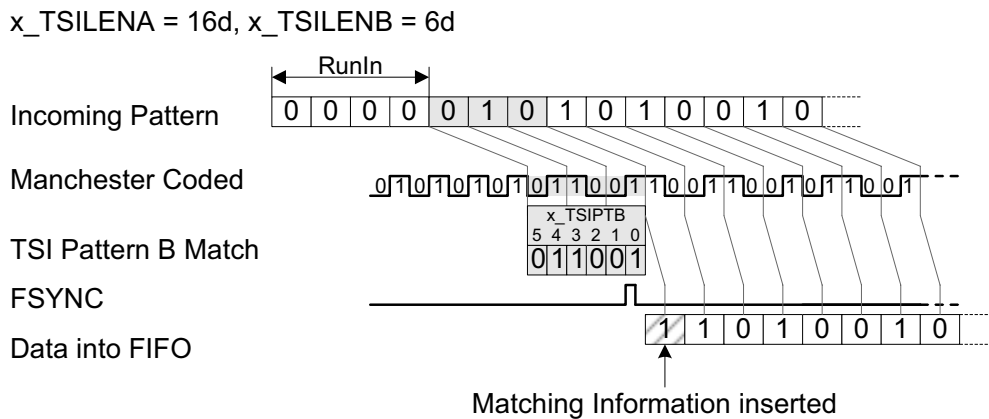 x_TSILENA = 16d, x_TSILENB = 6d
RunIn
Incoming Pattern 0 0 0 0 0 1 0 1 0 1 0 0 1 0
Manchester Coded 0 1 0 1 0 1 0 1 0 1 1 0 0 1 1 0 0 1 1 0 0 1 0 1 1 0 0 1
x_TSIPTB
5 4 3 2 1 0
TSI Pattern B Match 0 1 1 0 0 1
FSYNC
Data into FIFO 1 1 0 1 0 0 1 0
Matching Information inserted